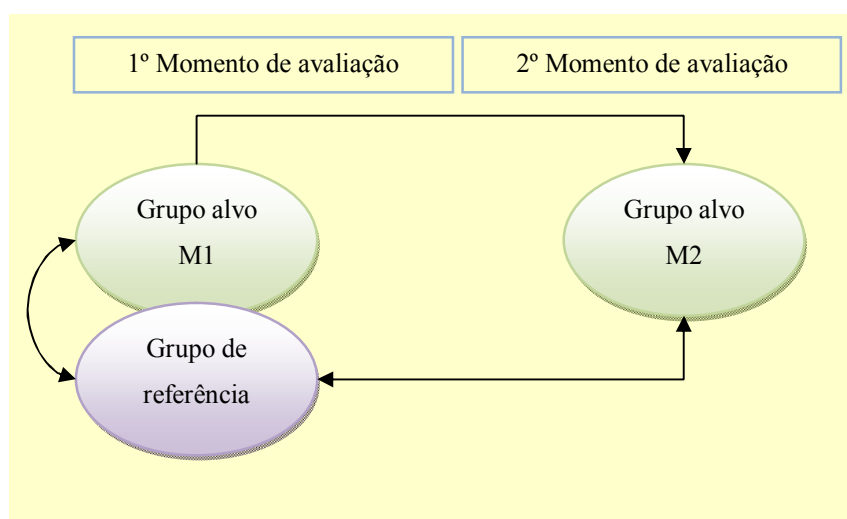 1º Momento de avaliação
2º Momento de avaliação
Grupo alvo
M1
Grupo alvo
M2
Grupo de
referência